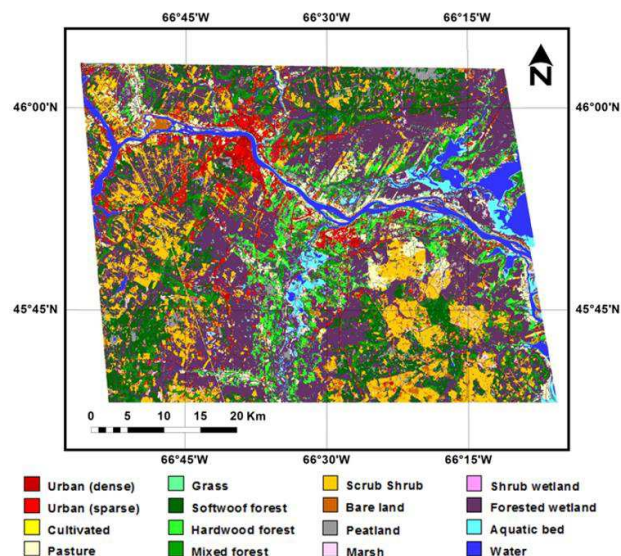 66°45'W 66°30'W 66°15'W
N
46°00'N 46°00'N
45°45'N 45°45'N
0 5 10 15 20 Km
66°45'W 66°30'W 66°15'W
Urban (dense) Grass Scrub Shrub Shrub wetland
Urban (sparse) Softwoof forest Bare land Forested wetland
Cultivated Hardwood forest Peatland Aquatic bed
Pasture Mixed forest Marsh Water